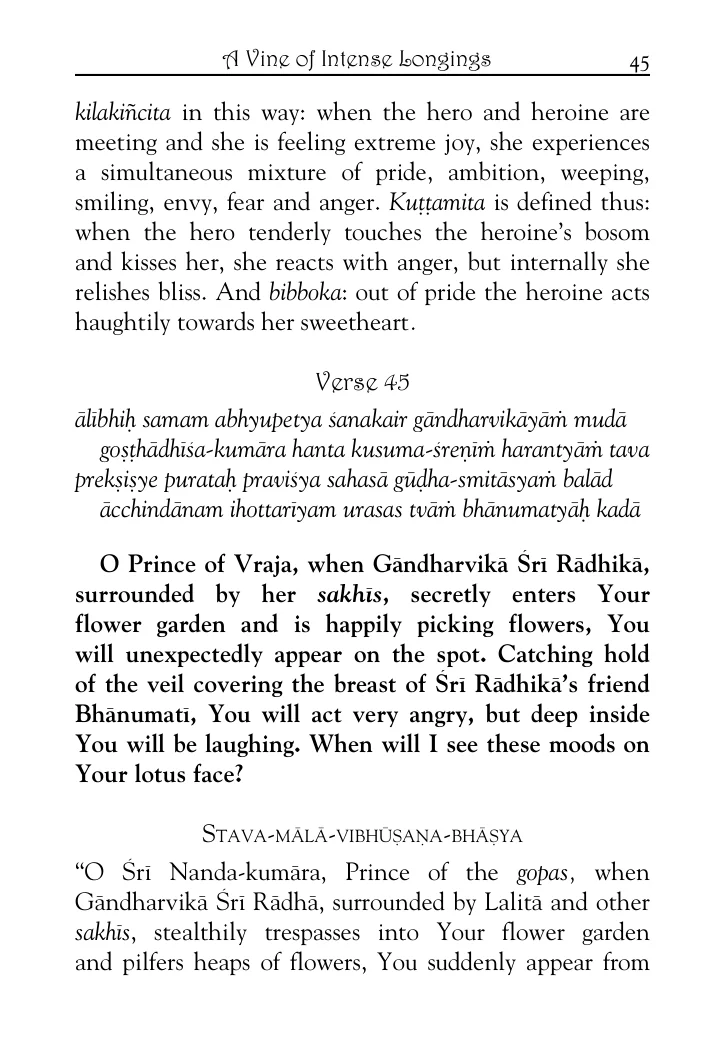 A Vine of Intense Longings 45
kilakiñcita in this way: when the hero and heroine are
meeting and she is feeling extreme joy, she experiences
a simultaneous mixture of pride, ambition, weeping,
smiling, envy, fear and anger. Kuṭṭamita is defined thus:
when the hero tenderly touches the heroine’s bosom
and kisses her, she reacts with anger, but internally she
relishes bliss. And bibboka: out of pride the heroine acts
haughtily towards her sweetheart.
Verse 45
ālībhiḥ samam abhyupetya śanakair gāndharvikāyāṁ mudā
goṣṭhādhīśa-kumāra hanta kusuma-śreṇīṁ harantyāṁ tava
prekṣiṣye purataḥ praviśya sahasā gūḍha-smitāsyaṁ balād
ācchindānam ihottarīyam urasas tvāṁ bhānumatyāḥ kadā
O Prince of Vraja, when Gāndharvikā Śrī Rādhikā,
surrounded by her sakhīs, secretly enters Your
flower garden and is happily picking flowers, You
will unexpectedly appear on the spot. Catching hold
of the veil covering the breast of Śrī Rādhikā’s friend
Bhānumatī, You will act very angry, but deep inside
You will be laughing. When will I see these moods on
Your lotus face?
Stava-mālā-vibhūṣaṇa-bhāṣya
“O Śrī Nanda-kumāra, Prince of the gopas, when
Gāndharvikā Śrī Rādhā, surrounded by Lalitā and other
sakhīs, stealthily trespasses into Your flower garden
and pilfers heaps of flowers, You suddenly appear from